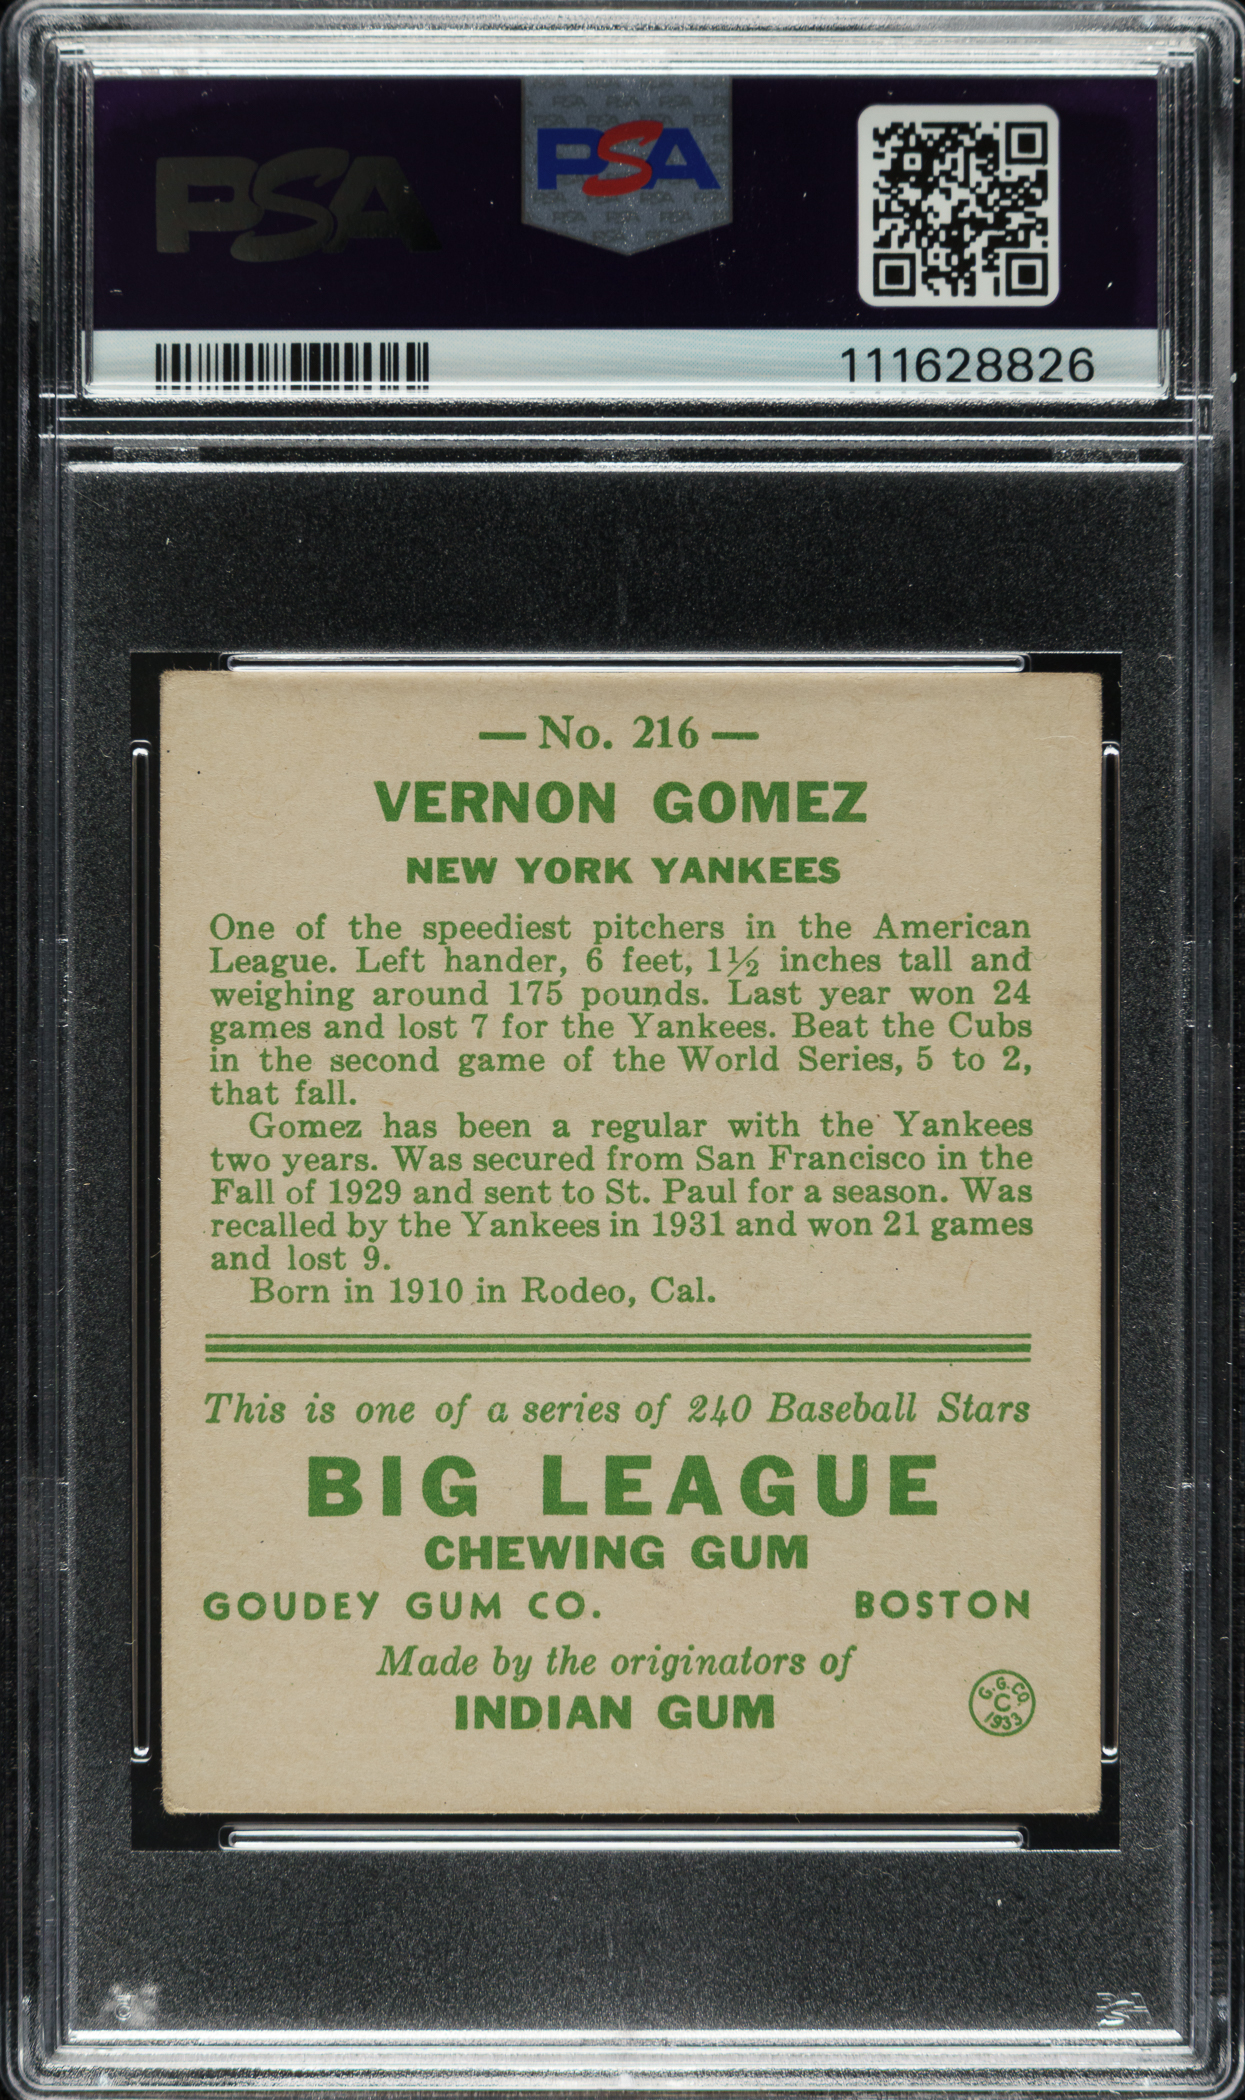 PSA
PSA
111628826
— No. 216 —
VERNON GOMEZ
NEW YORK YANKEES
One of the speediest pitchers in the American
League. Left hander, 6 feet, 1½ inches tall and
weighing around 175 pounds. Last year won 24
games and lost 7 for the Yankees. Beat the Cubs
in the second game of the World Series, 5 to 2,
that fall.
Gomez has been a regular with the Yankees
two years. Was secured from San Francisco in the
Fall of 1929 and sent to St. Paul for a season. Was
recalled by the Yankees in 1931 and won 21 games
and lost 9.
Born in 1910 in Rodeo, Cal.
This is one of a series of 240 Baseball Stars
BIG LEAGUE
CHEWING GUM
GOUDEY GUM CO. BOSTON
Made by the originators of
INDIAN GUM
G.G.CO.
C
1933
PSA